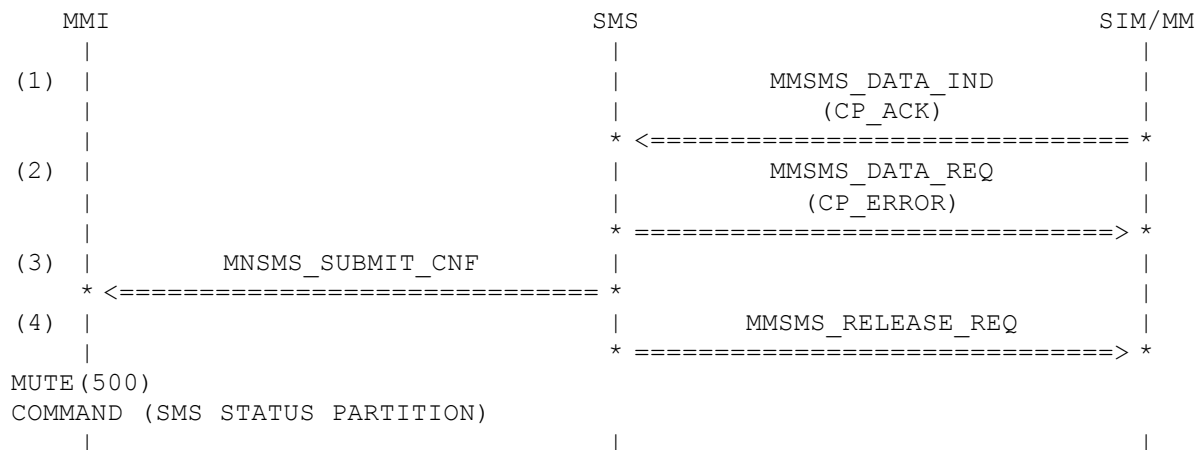 MMI                              SMS                             SIM/MM
    |                                |                                |
(1) |                                |         MMSMS_DATA_IND         |
    |                                |            (CP_ACK)            |
    |                                * <============================== *
(2) |                                |         MMSMS_DATA_REQ         |
    |                                |           (CP_ERROR)           |
    |                                * ==============================> *
(3) |        MNSMS_SUBMIT_CNF        |                                |
    * <=============================== *                                |
(4) |                                |       MMSMS_RELEASE_REQ        |
    |                                * ==============================> *
MUTE(500)
COMMAND (SMS STATUS PARTITION)
    |                                |                                |